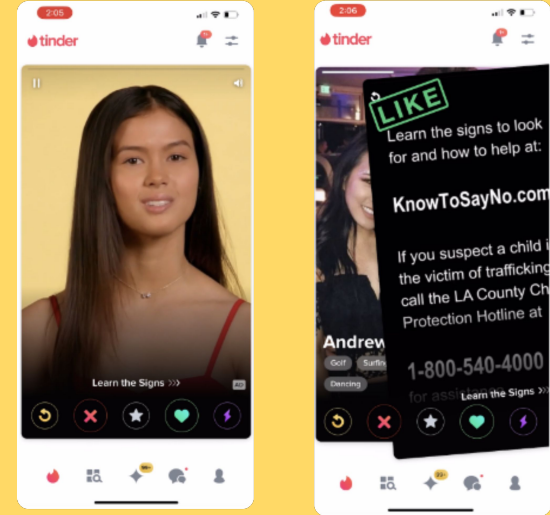 2:05
tinder
Learn the Signs >>>
AD
2:06
tinder
LIKE
Learn the signs to look
for and how to help at:
KnowToSayNo.com
If you suspect a child i
the victim of trafficking
call the LA County Ch
Protection Hotline at
1-800-540-4000
for assistance
Learn the Signs >>
Andrew
Golf Surfin
Dancing